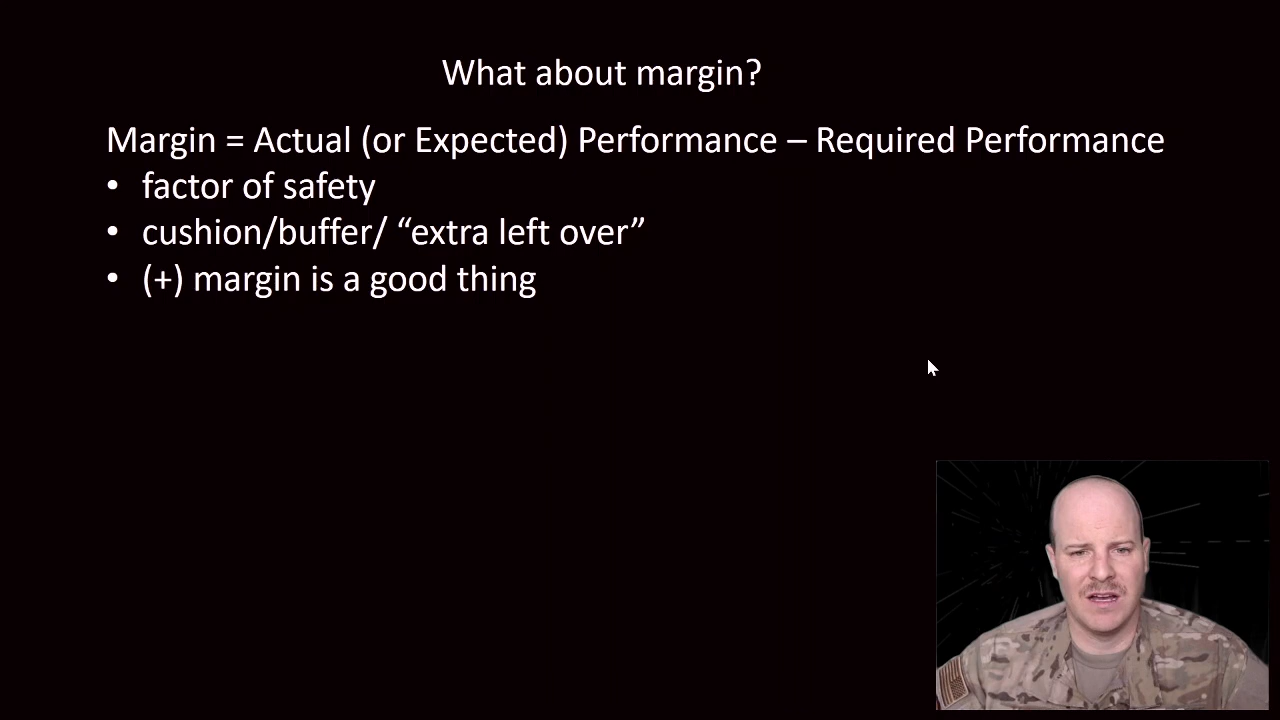 What about margin?
Margin = Actual (or Expected) Performance – Required Performance
• factor of safety
• cushion/buffer/ “extra left over”
• (+) margin is a good thing